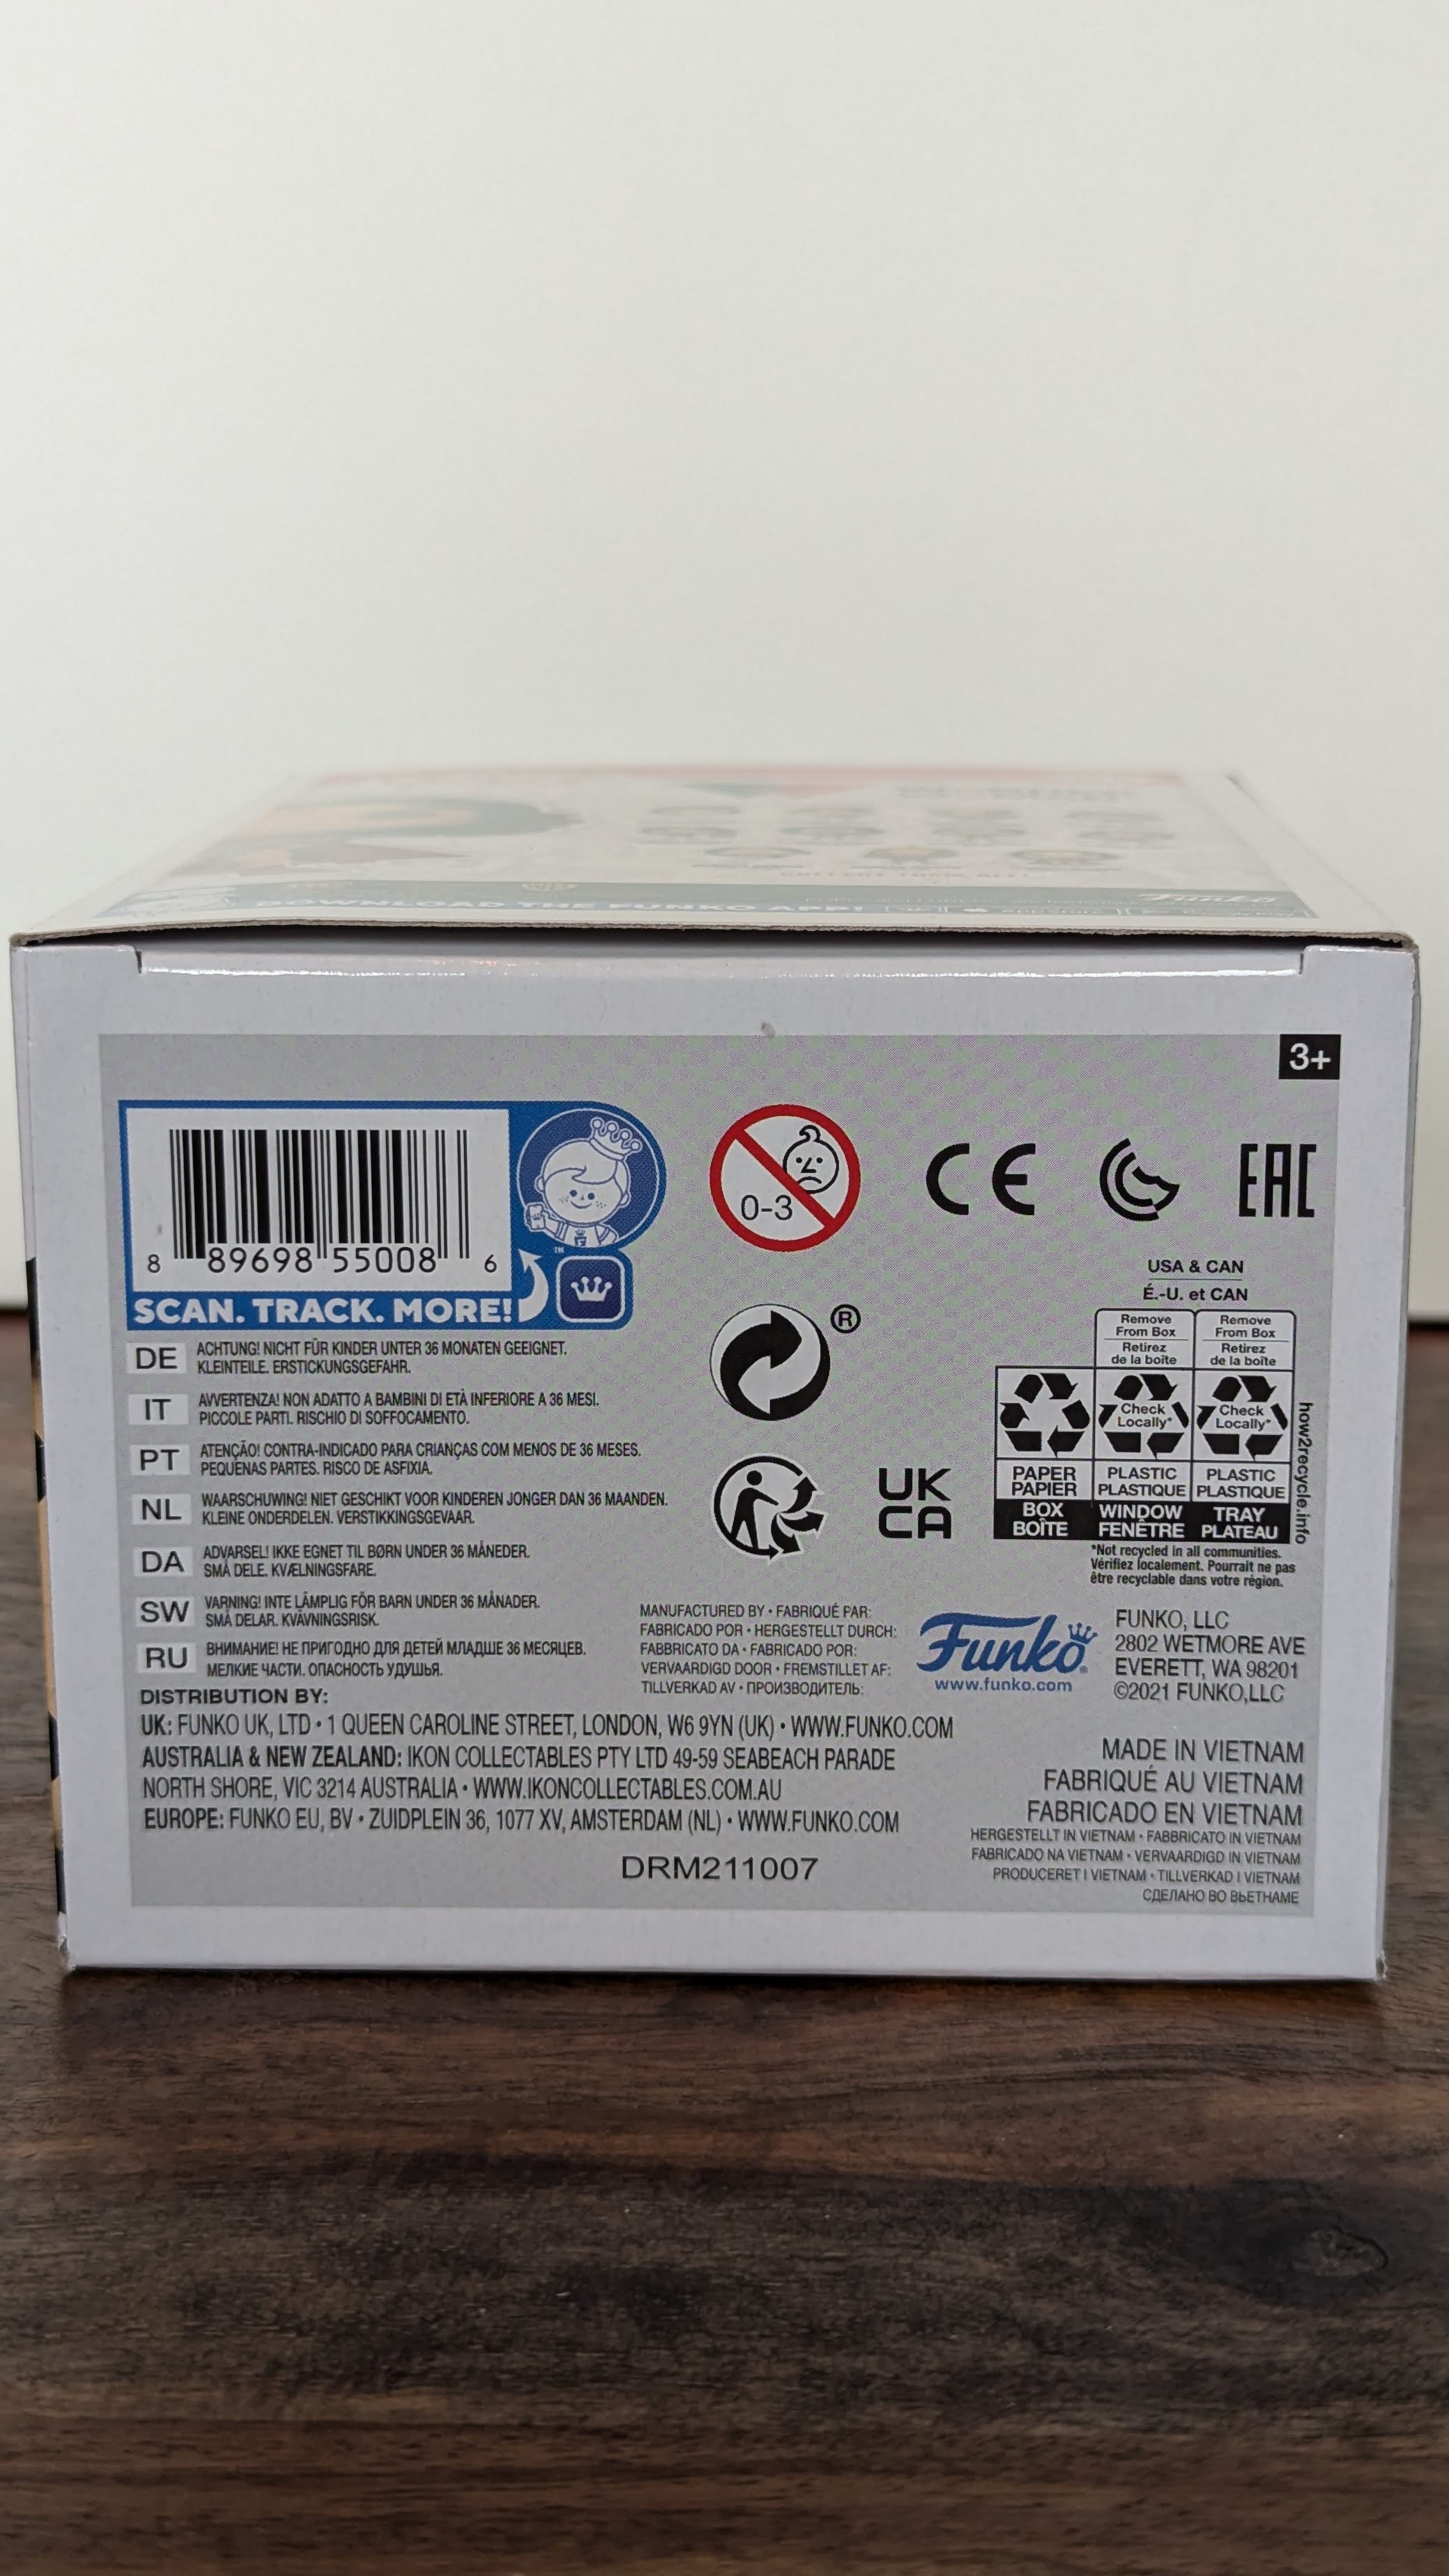 DOWNLOAD THE FUNKO APP!
Funko
3+
8 89698 55008 6
™
SCAN. TRACK. MORE!
0-3
CE
EAC
DE ACHTUNG! NICHT FÜR KINDER UNTER 36 MONATEN GEEIGNET.
KLEINTEILE. ERSTICKUNGSGEFAHR.
IT AVVERTENZA! NON ADATTO A BAMBINI DI ETÀ INFERIORE A 36 MESI.
PICCOLE PARTI. RISCHIO DI SOFFOCAMENTO.
PT ATENÇÃO! CONTRA-INDICADO PARA CRIANÇAS COM MENOS DE 36 MESES.
PEQUENAS PARTES. RISCO DE ASFIXIA.
NL WAARSCHUWING! NIET GESCHIKT VOOR KINDEREN JONGER DAN 36 MAANDEN.
KLEINE ONDERDELEN. VERSTIKKINGSGEVAAR.
DA ADVARSEL! IKKE EGNET TIL BØRN UNDER 36 MÅNEDER.
SMÅ DELE. KVÆLNINGSFARE.
SW VARNING! INTE LÄMPLIG FÖR BARN UNDER 36 MÅNADER.
SMÅ DELAR. KVÄVNINGSRISK.
RU ВНИМАНИЕ! НЕ ПРИГОДНО ДЛЯ ДЕТЕЙ МЛАДШЕ 36 МЕСЯЦЕВ.
МЕЛКИЕ ЧАСТИ. ОПАСНОСТЬ УДУШЬЯ.
®
UK
CA
USA & CAN
É.-U. et CAN
Remove From Box Retirez de la boîte
Remove From Box Retirez de la boîte
Check Locally*
Check Locally*
PAPER PAPIER
PLASTIC PLASTIQUE
PLASTIC PLASTIQUE
BOX BOÎTE
WINDOW FENÊTRE
TRAY PLATEAU
how2recycle.info
*Not recycled in all communities.
Vérifiez localement. Pourrait ne pas
être recyclable dans votre région.
MANUFACTURED BY • FABRIQUÉ PAR:
FABRICADO POR • HERGESTELLT DURCH:
FABBRICATO DA • FABRICADO POR:
VERVAARDIGD DOOR • FREMSTILLET AF:
TILLVERKAD AV • ПРОИЗВОДИТЕЛЬ:
Funko®
www.funko.com
FUNKO, LLC
2802 WETMORE AVE
EVERETT, WA 98201
©2021 FUNKO,LLC
DISTRIBUTION BY:
UK: FUNKO UK, LTD • 1 QUEEN CAROLINE STREET, LONDON, W6 9YN (UK) • WWW.FUNKO.COM
AUSTRALIA & NEW ZEALAND: IKON COLLECTABLES PTY LTD 49-59 SEABEACH PARADE
NORTH SHORE, VIC 3214 AUSTRALIA • WWW.IKONCOLLECTABLES.COM.AU
EUROPE: FUNKO EU, BV • ZUIDPLEIN 36, 1077 XV, AMSTERDAM (NL) • WWW.FUNKO.COM
MADE IN VIETNAM
FABRIQUÉ AU VIETNAM
FABRICADO EN VIETNAM
HERGESTELLT IN VIETNAM • FABBRICATO IN VIETNAM
FABRICADO NA VIETNAM • VERVAARDIGD IN VIETNAM
PRODUCERET I VIETNAM • TILLVERKAD I VIETNAM
СДЕЛАНО ВО ВЬЕТНАМЕ
DRM211007